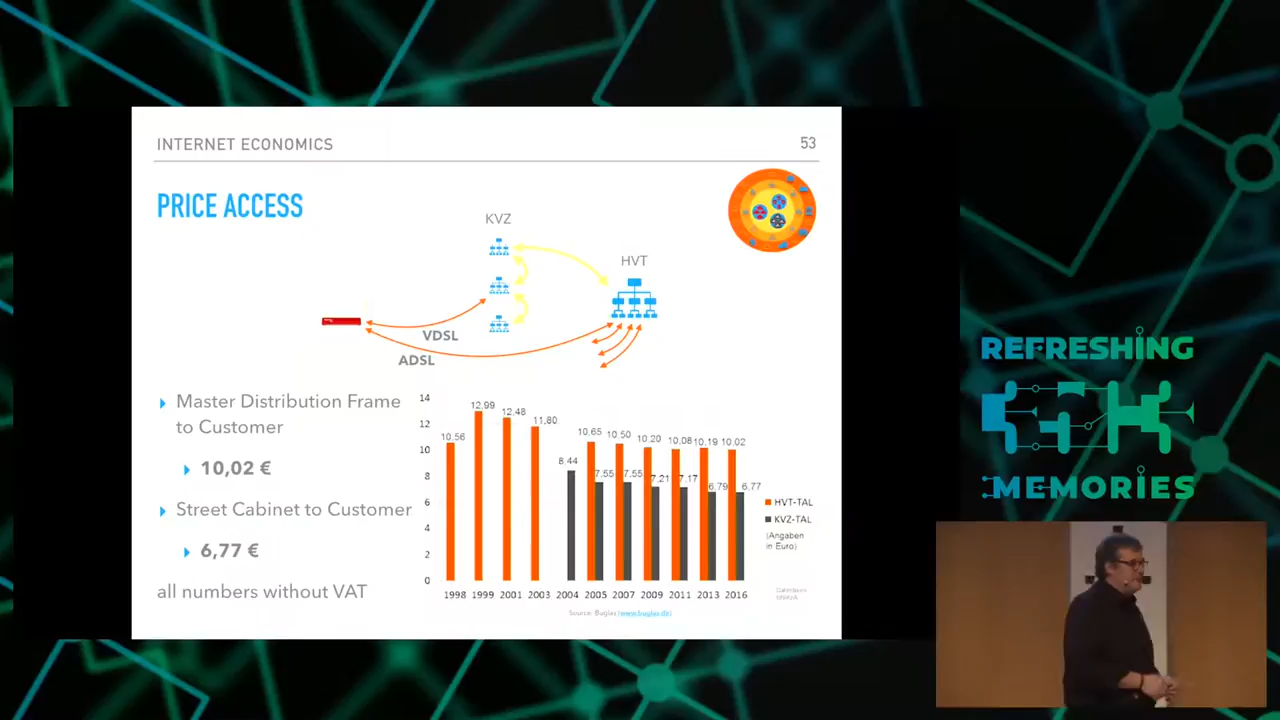 INTERNET ECONOMICS
53
PRICE ACCESS
KVZ
HVT
VDSL
ADSL
Master Distribution Frame
to Customer
10,02 €
Street Cabinet to Customer
6,77 €
all numbers without VAT
14
12
10
8
6
4
2
0
10,56
12,99
12,48
11,80
8,44
10,65
7,55
10,50
7,55
10,20
7,21
10,08
7,17
10,19
6,79
10,02
6,77
1998
1999
2001
2003
2004
2005
2007
2009
2011
2013
2016
HVT-TAL
KVZ-TAL
(Angaben
in Euro)
Source: Buglas (www.buglas.de)
REFRESHING
MEMORIES